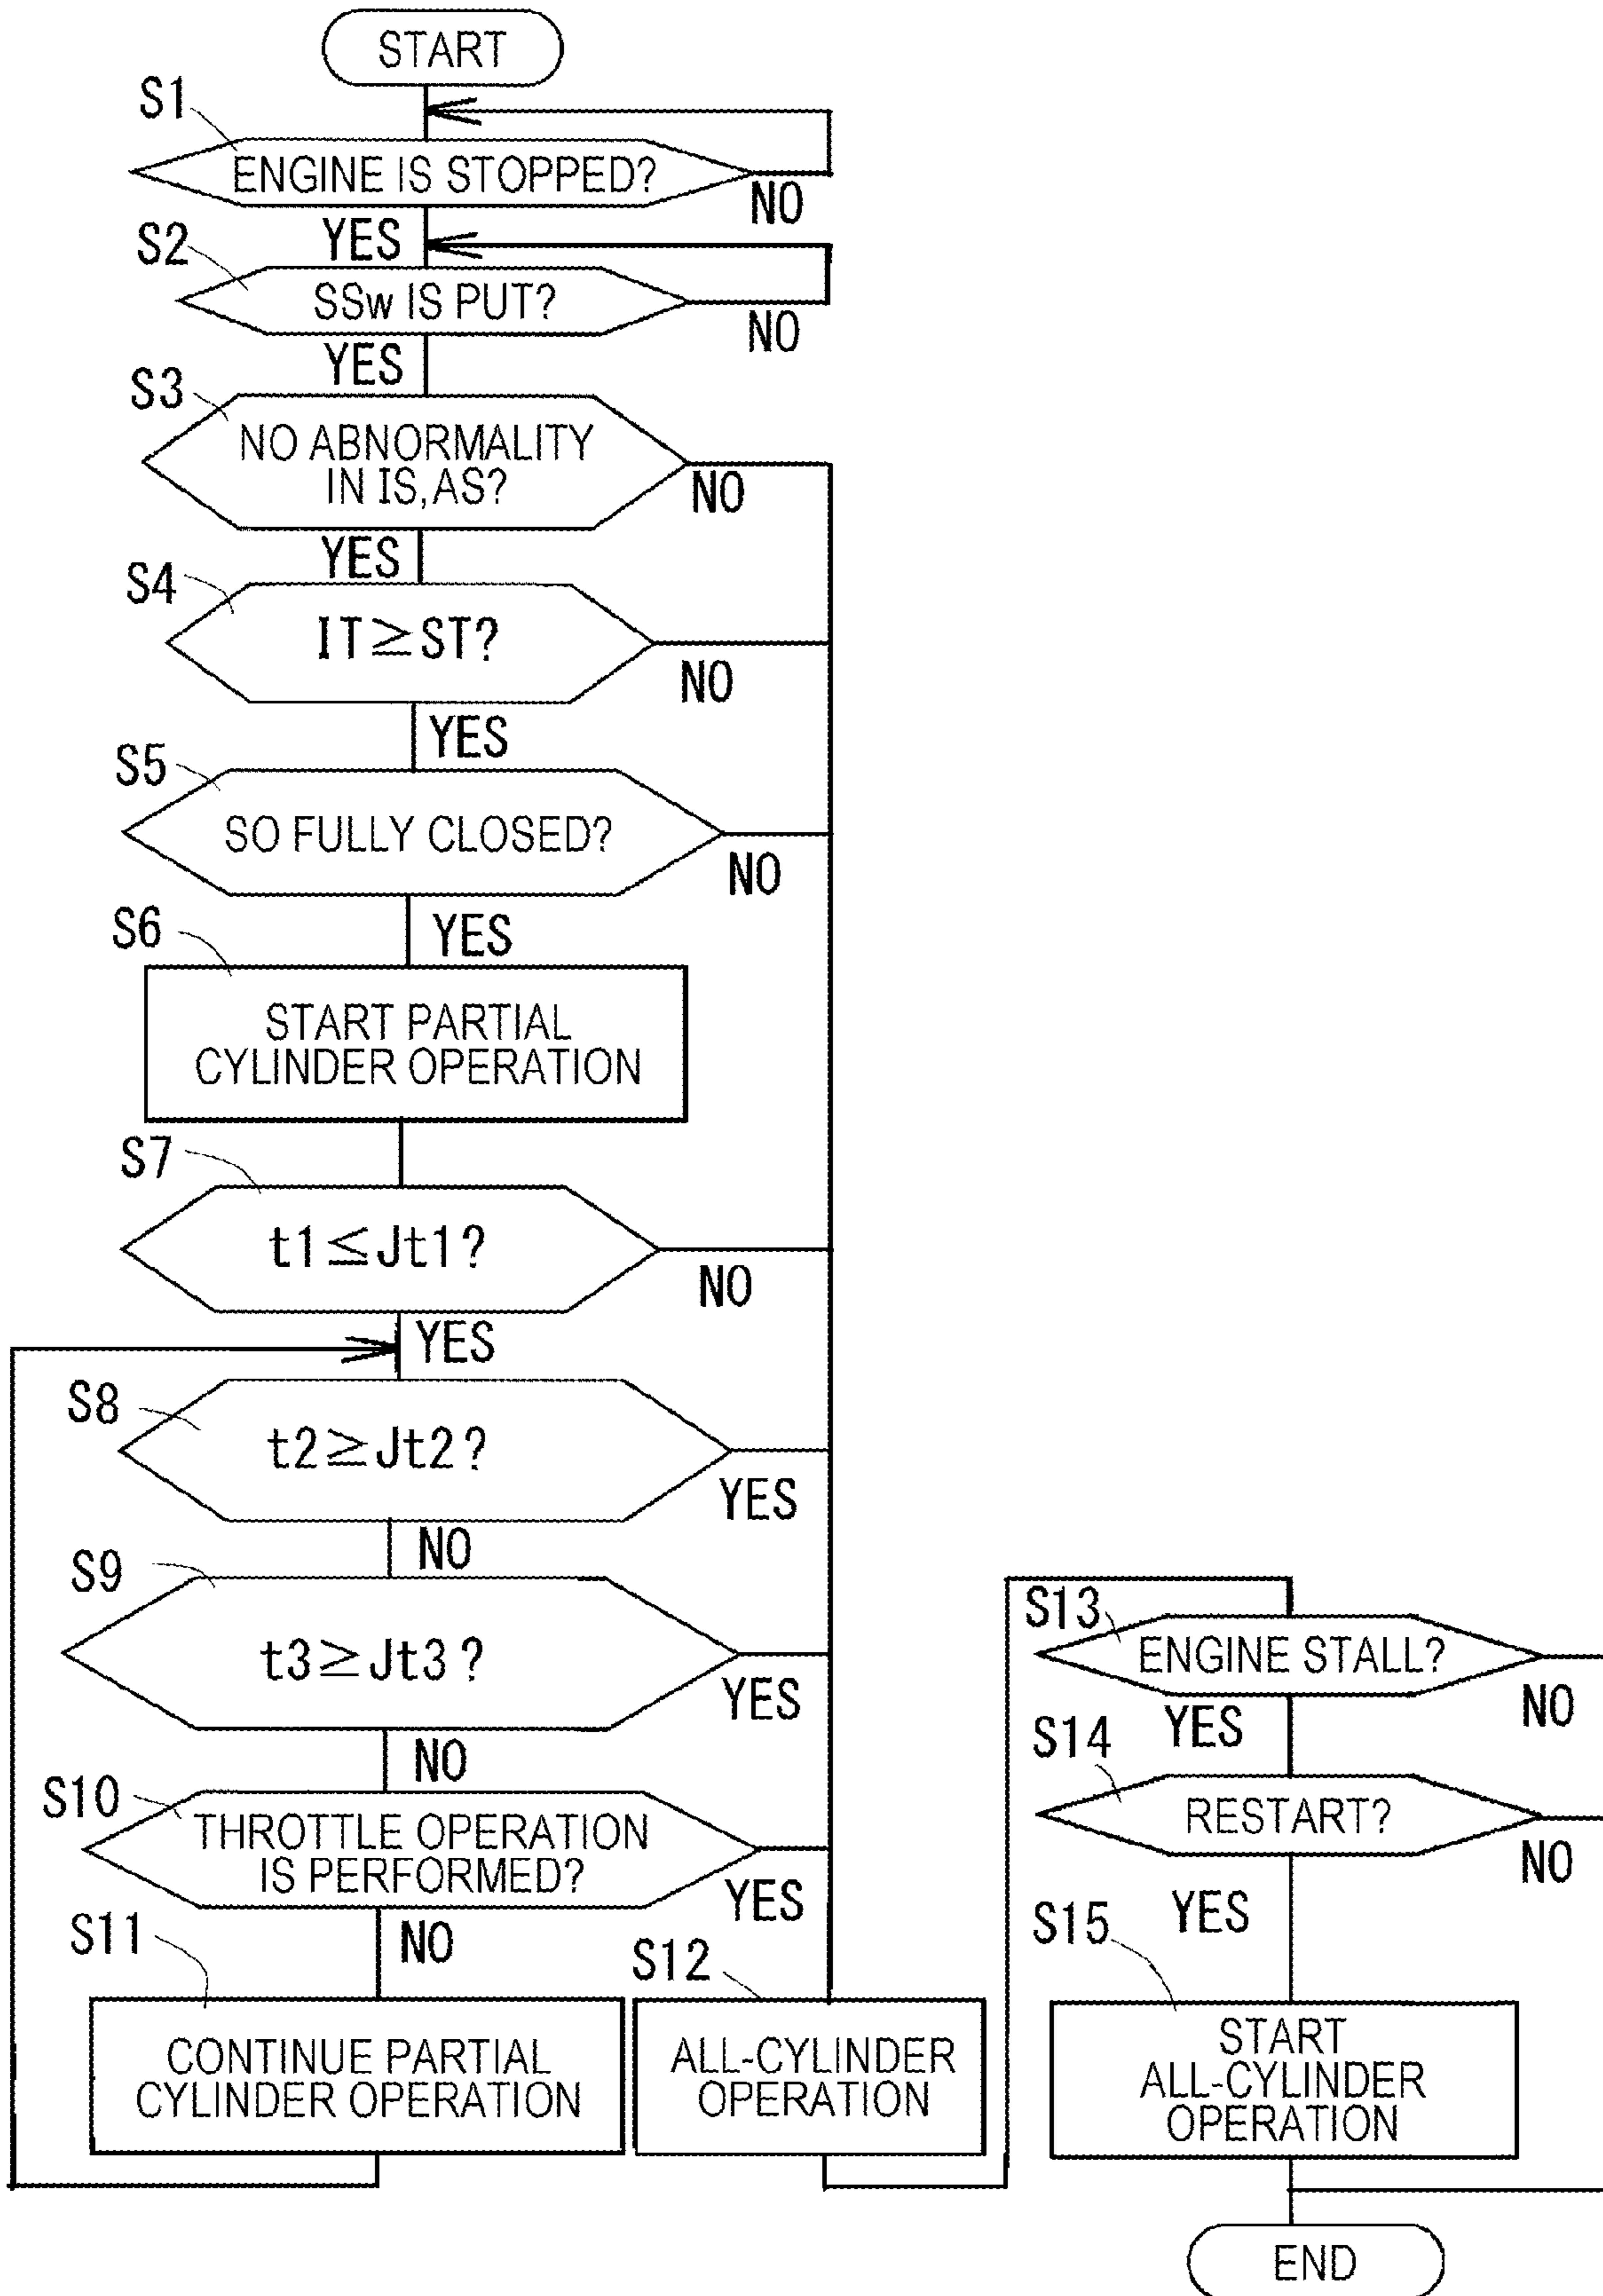 START
S1
ENGINE IS STOPPED?
NO
YES
S2
SSw IS PUT?
NO
YES
S3
NO ABNORMALITY
IN IS, AS?
NO
YES
S4
IT≧ST?
NO
YES
S5
SO FULLY CLOSED?
NO
YES
S6
START PARTIAL
CYLINDER OPERATION
S7
t1≦Jt1?
NO
YES
S8
t2≧Jt2?
YES
NO
S9
t3≧Jt3?
YES
NO
S10
THROTTLE OPERATION
IS PERFORMED?
YES
NO
S11
CONTINUE PARTIAL
CYLINDER OPERATION
S12
ALL-CYLINDER
OPERATION
S13
ENGINE STALL?
NO
YES
S14
RESTART?
NO
YES
S15
START
ALL-CYLINDER
OPERATION
END